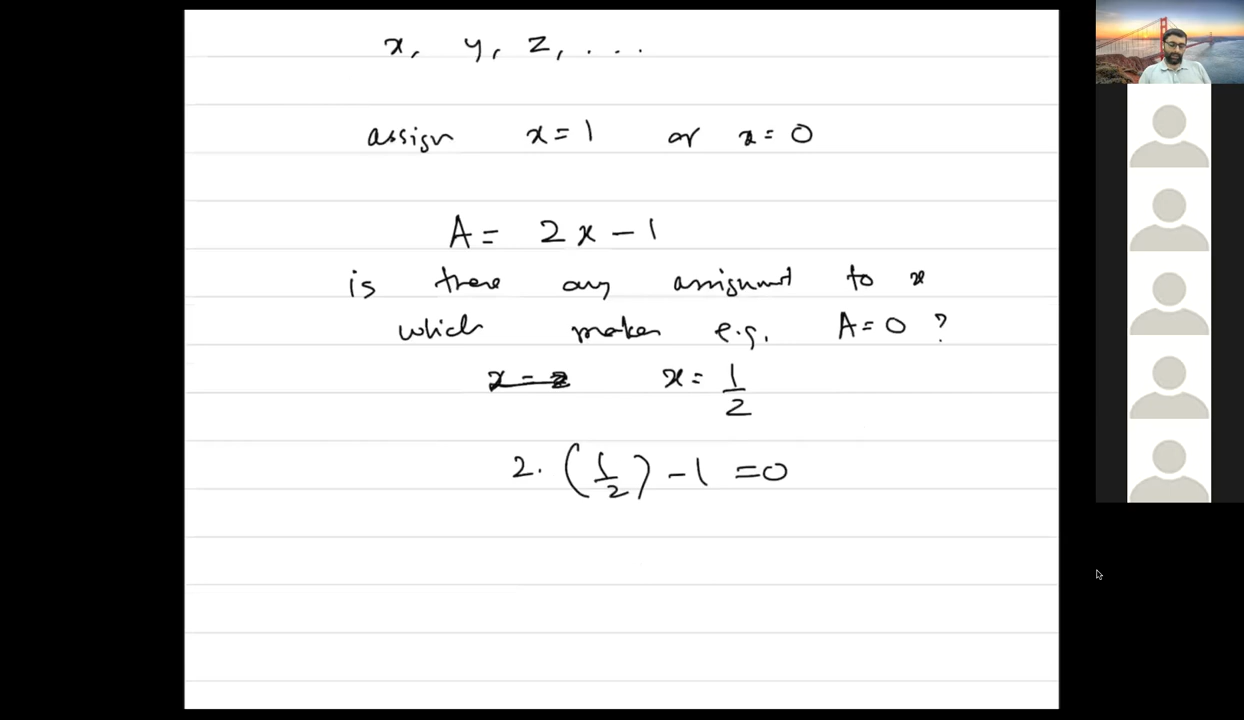 x, y, z, . . .
assign x = 1 or x = 0
A = 2x - 1
is there any assignment to x
which makes e.g. A = 0 ?
x = 1/2
2. (1/2) - 1 = 0